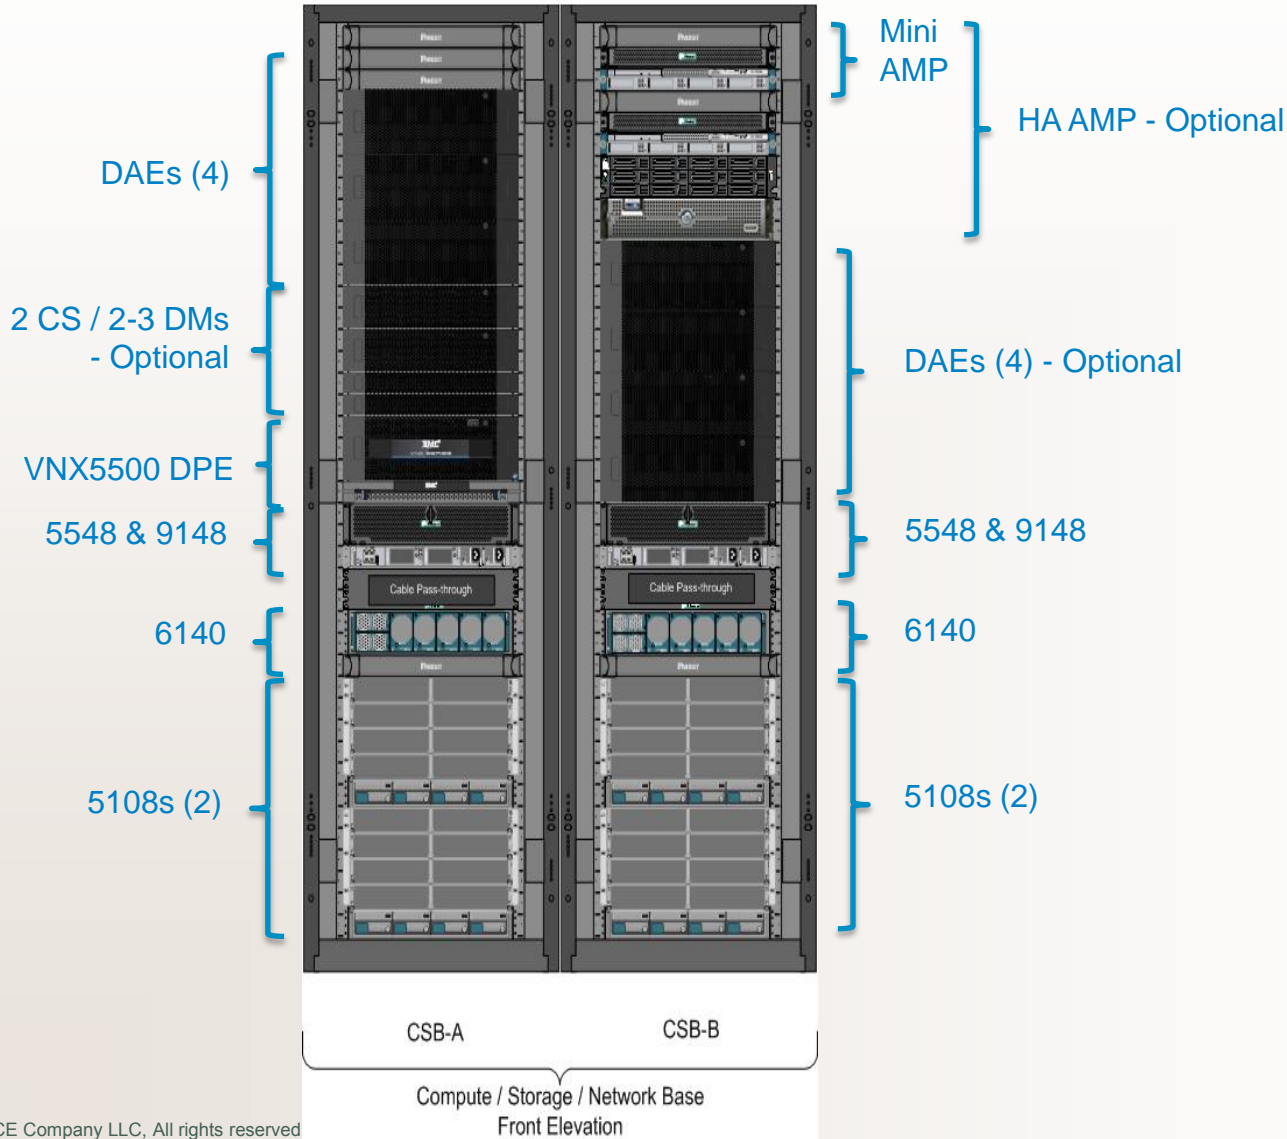 Mini
AMP
HA AMP - Optional
DAEs (4)
2 CS / 2-3 DMs
- Optional
DAEs (4) - Optional
VNX5500 DPE
EMC²
5548 & 9148
5548 & 9148
Cable Pass-through
Cable Pass-through
6140
6140
5108s (2)
5108s (2)
CSB-A
CSB-B
Compute / Storage / Network Base
Front Elevation
CE Company LLC, All rights reserved